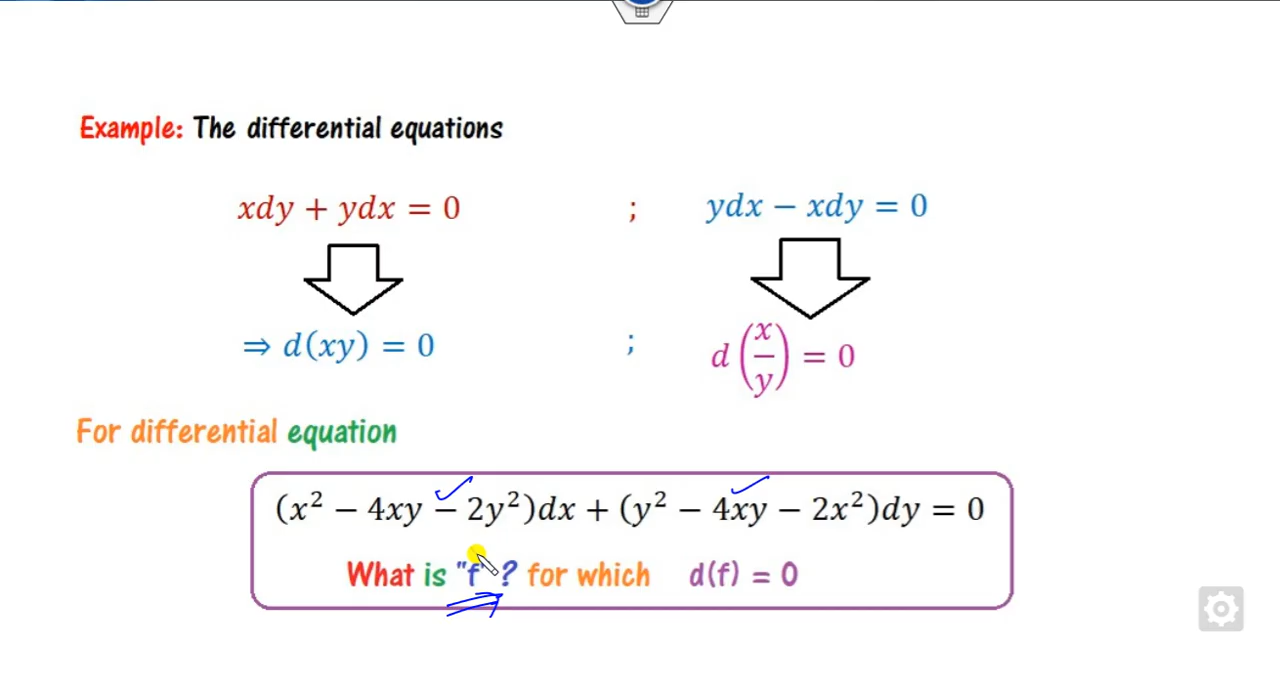 Example: The differential equations
xdy + ydx = 0 ; ydx − xdy = 0
⇒ d(xy) = 0 ; d(x/y) = 0
For differential equation
(x² − 4xy − 2y²)dx + (y² − 4xy − 2x²)dy = 0
What is "f" ? for which d(f) = 0